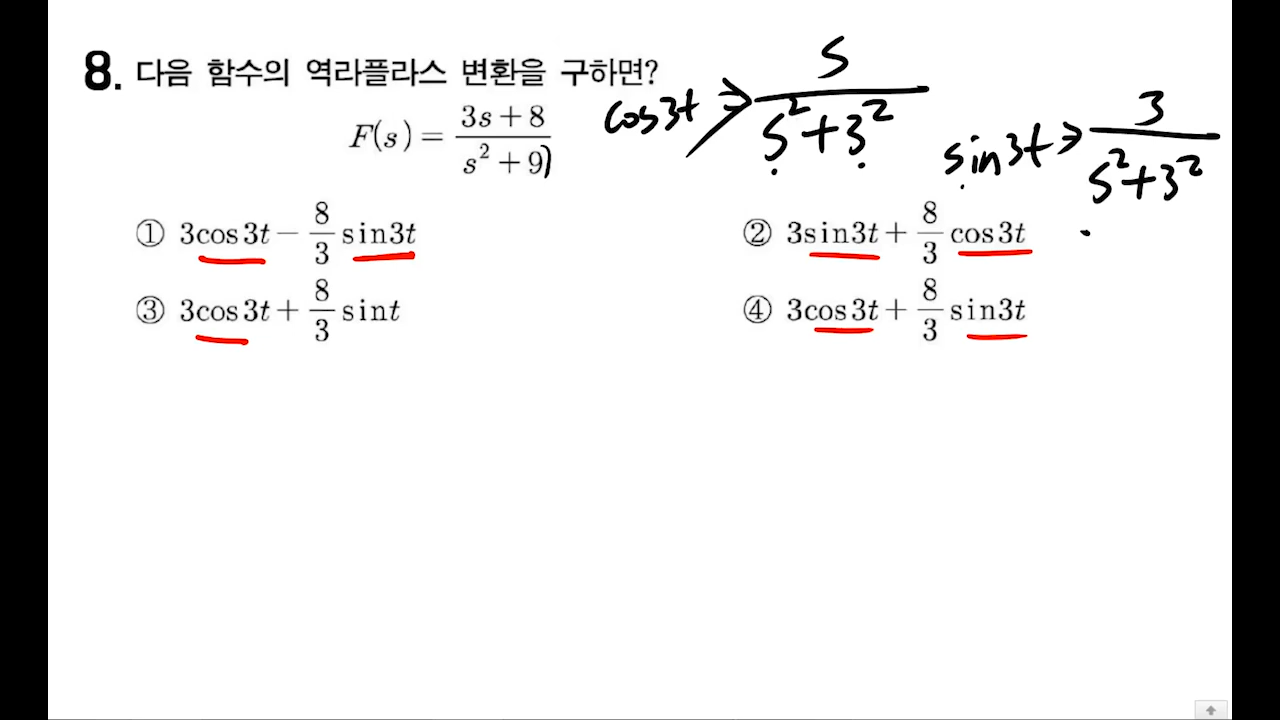 8. 다음 함수의 역라플라스 변환을 구하면?
F(s) = (3s+8)/(s²+9)
cos3t ⇒ s/(s²+3²)
sin3t ⇒ 3/(s²+3²)
① 3cos3t − 8/3 sin3t
② 3sin3t + 8/3 cos3t
③ 3cos3t + 8/3 sint
④ 3cos3t + 8/3 sin3t